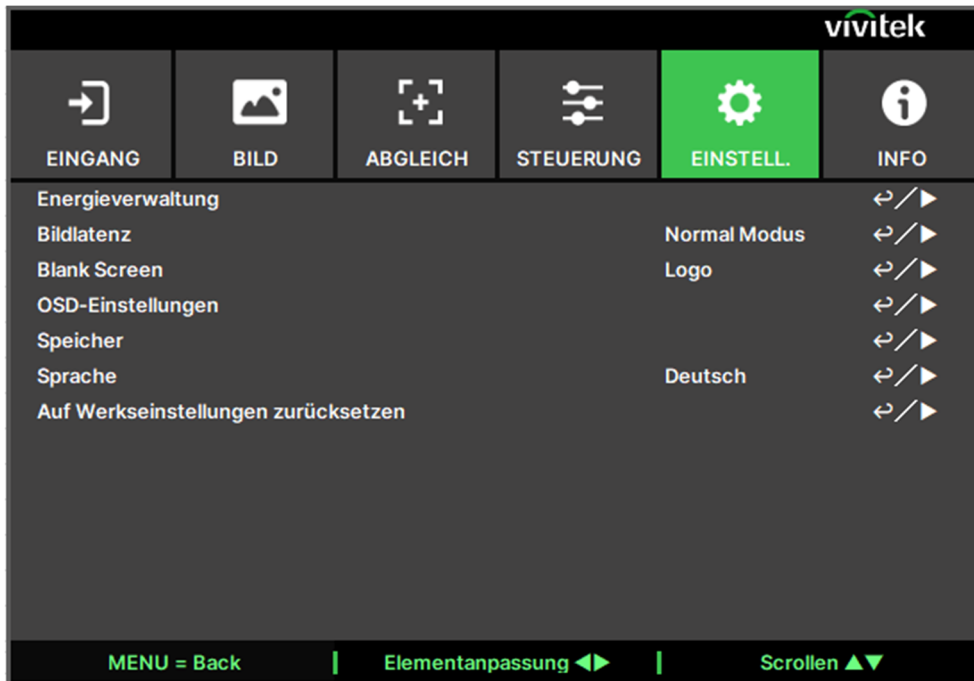 vivitek
EINGANG BILD ABGLEICH STEUERUNG EINSTELL. INFO
Energieverwaltung
Bildlatenz Normal Modus
Blank Screen Logo
OSD-Einstellungen
Speicher
Sprache Deutsch
Auf Werkseinstellungen zurücksetzen
MENU = Back Elementanpassung ◀▶ Scrollen ▲▼